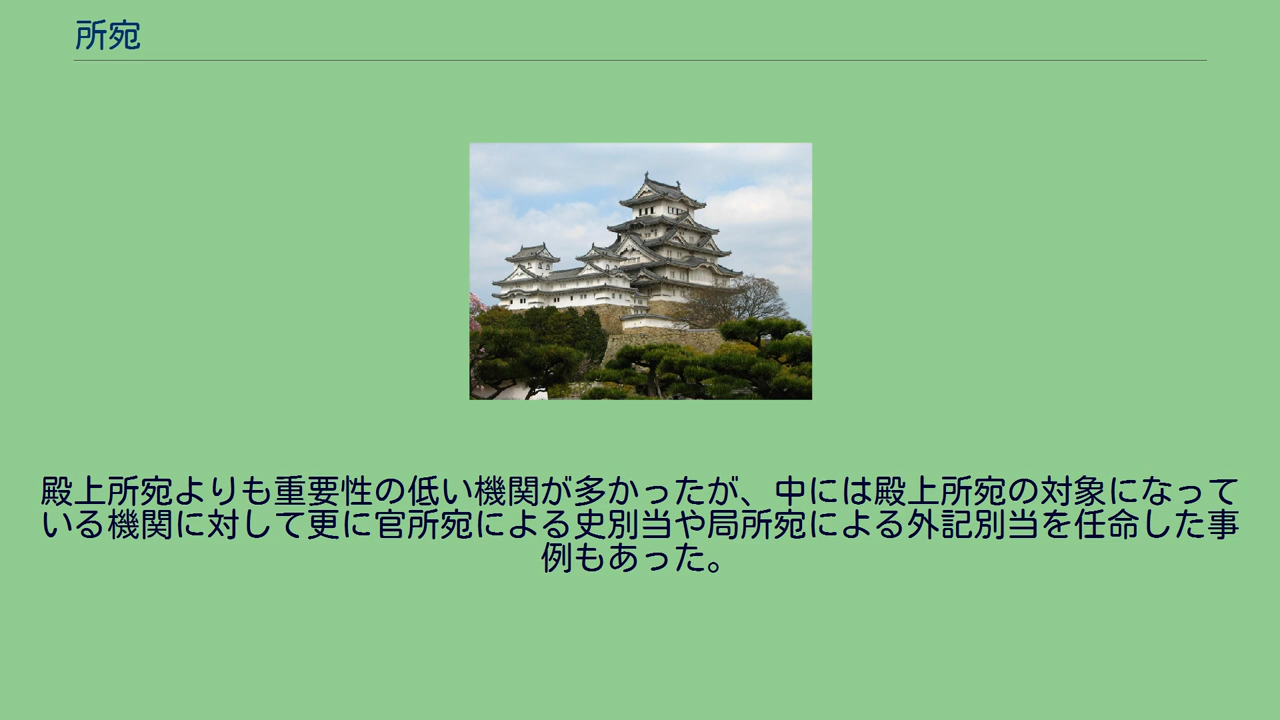 所宛
殿上所宛よりも重要性の低い機関が多かったが、中には殿上所宛の対象になって
いる機関に対して更に官所宛による史別当や局所宛による外記別当を任命した事
例もあった。